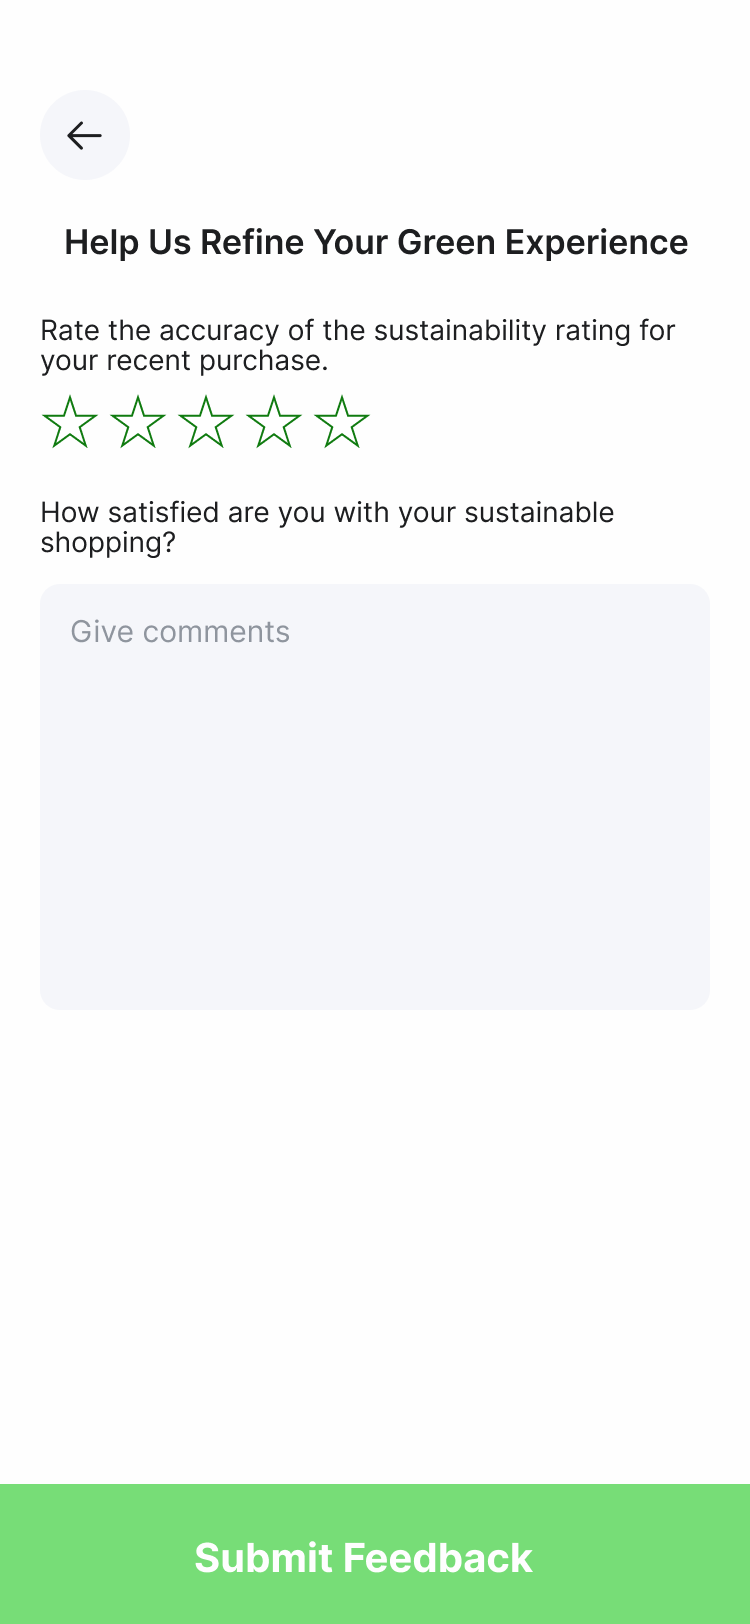 Help Us Refine Your Green Experience
Rate the accuracy of the sustainability rating for
your recent purchase.
How satisfied are you with your sustainable
shopping?
Give comments
Submit Feedback